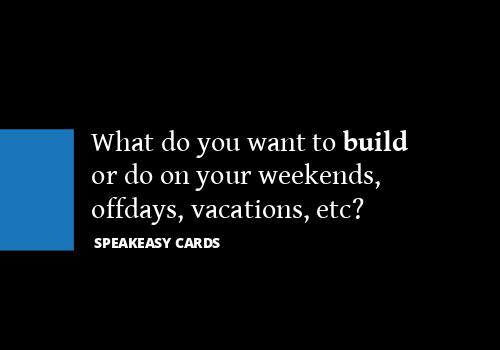 What do you want to build
or do on your weekends,
offdays, vacations, etc?
SPEAKEASY CARDS